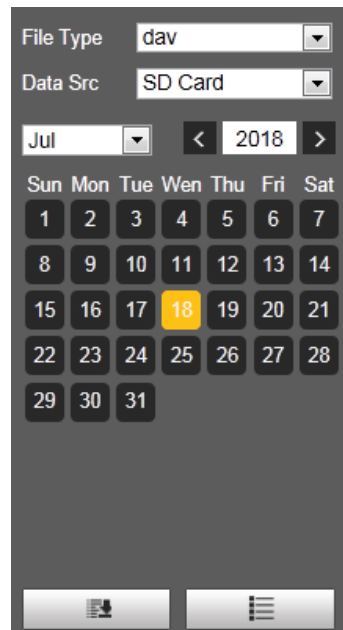 File Type dav
Data Src SD Card
Jul < 2018 >
Sun Mon Tue Wen Thu Fri Sat
1 2 3 4 5 6 7
8 9 10 11 12 13 14
15 16 17 18 19 20 21
22 23 24 25 26 27 28
29 30 31